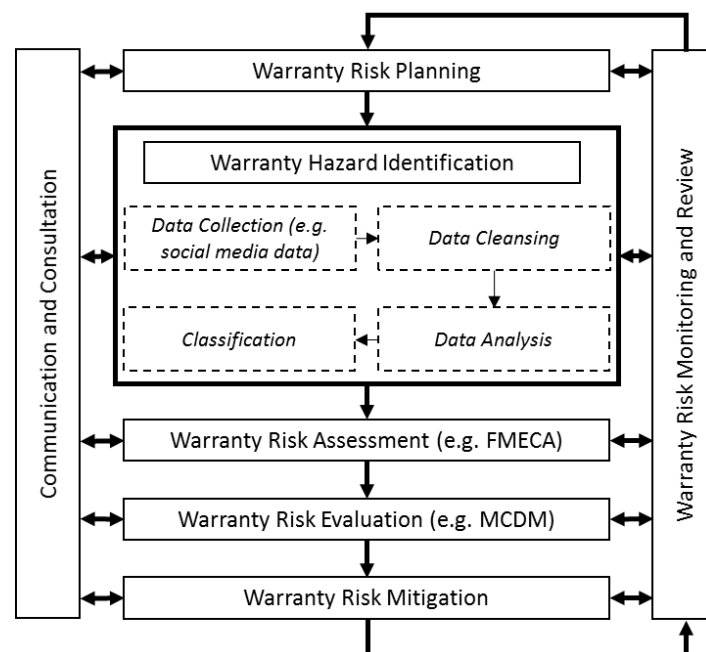 Warranty Risk Planning
Communication and Consultation
Warranty Risk Monitoring and Review
Warranty Hazard Identification
Data Collection (e.g.
social media data)
Data Cleansing
Classification
Data Analysis
Warranty Risk Assessment (e.g. FMECA)
Warranty Risk Evaluation (e.g. MCDM)
Warranty Risk Mitigation